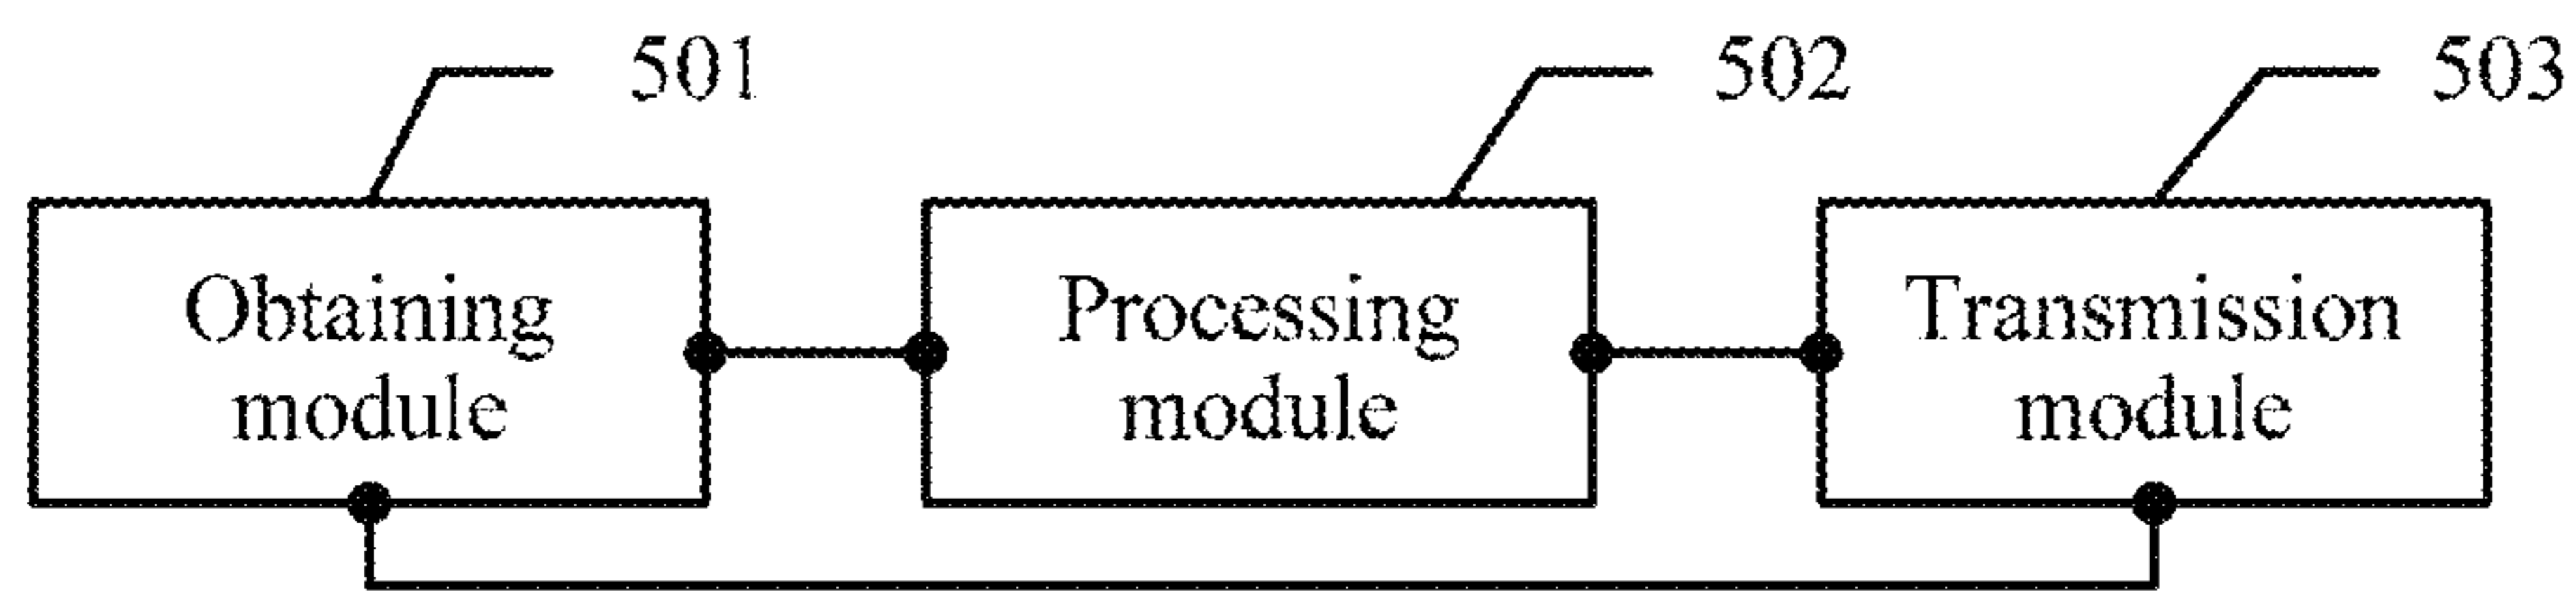 501
502
503
Obtaining
module
Processing
module
Transmission
module